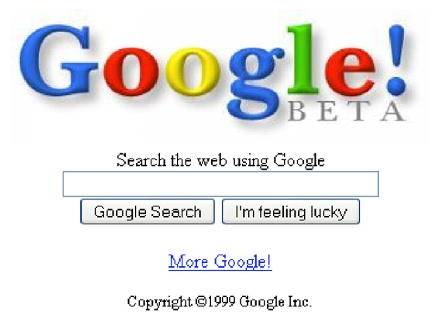 Google!
BETA
Search the web using Google
Google Search I'm feeling lucky
More Google!
Copyright ©1999 Google Inc.